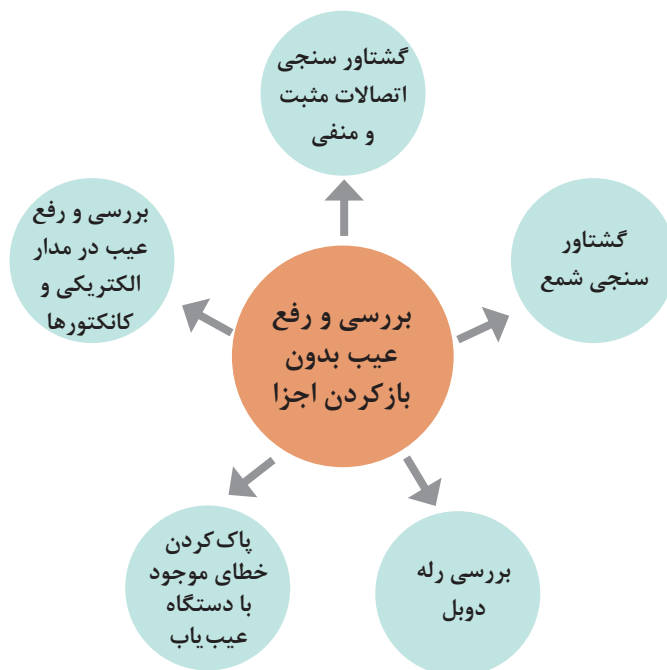 گشتاور سنجی
اتصالات مثبت
و منفی
گشتاور
سنجی شمع
بررسی و رفع
عیب در مدار
الکتریکی و
کانکتورها
بررسی و رفع
عیب بدون
بازکردن اجزا
پاک‌کردن
خطای موجود
با دستگاه
عیب‌یاب
بررسی رله
دوبل